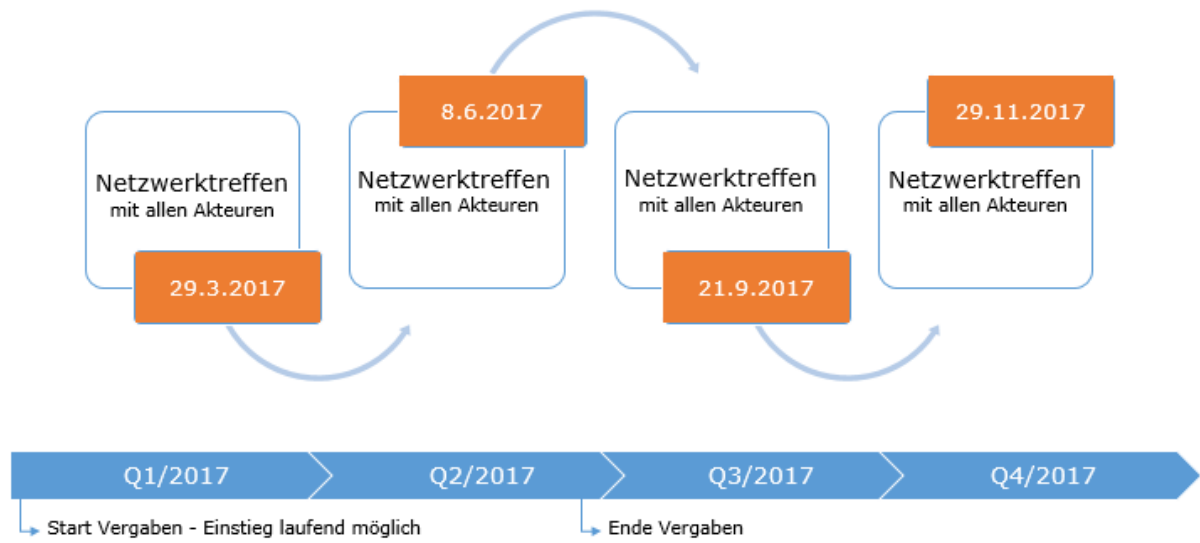 Netzwerktreffen
mit allen Akteuren
29.3.2017
8.6.2017
Netzwerktreffen
mit allen Akteuren
Netzwerktreffen
mit allen Akteuren
21.9.2017
29.11.2017
Netzwerktreffen
mit allen Akteuren
Q1/2017
Q2/2017
Q3/2017
Q4/2017
Start Vergaben - Einstieg laufend möglich
Ende Vergaben